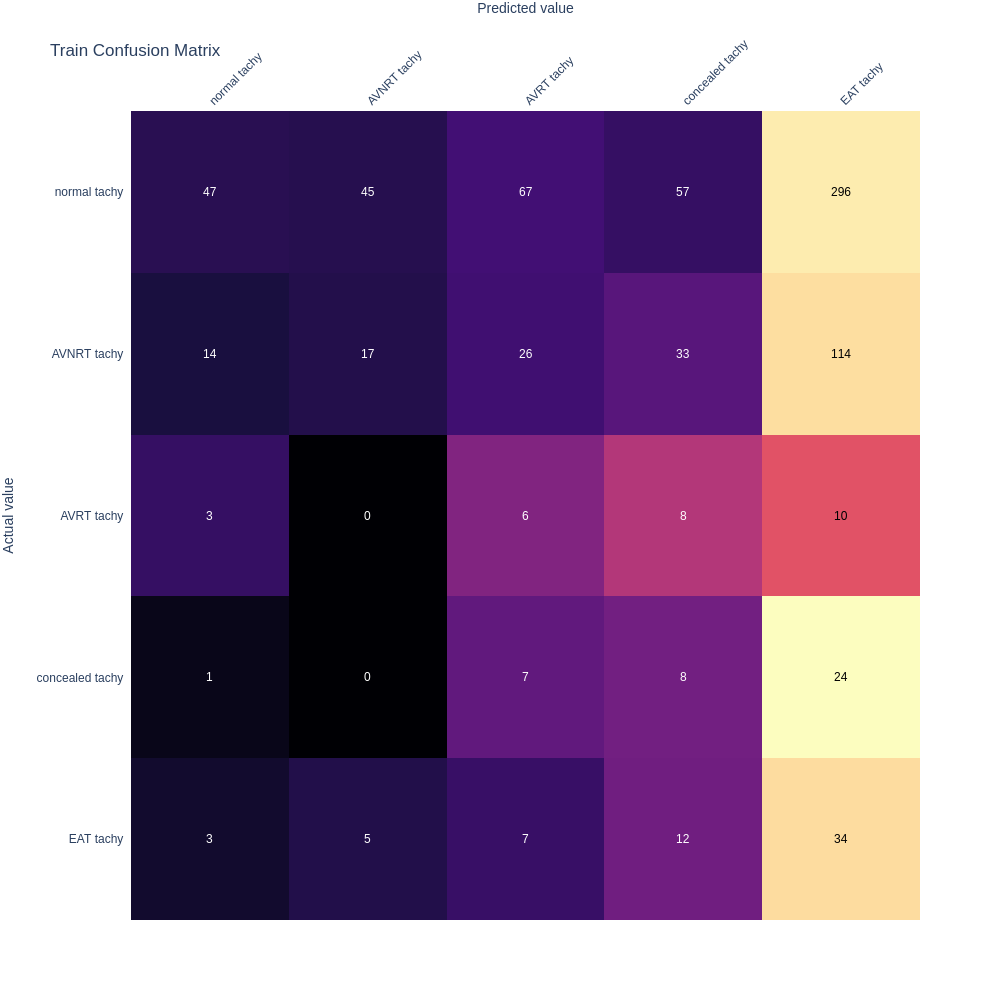 Predicted value
Train Confusion Matrix
normal tachy AVNRT tachy AVRT tachy concealed tachy EAT tachy
normal tachy 47 45 67 57 296
AVNRT tachy 14 17 26 33 114
AVRT tachy 3 0 6 8 10
concealed tachy 1 0 7 8 24
EAT tachy 3 5 7 12 34
Actual value